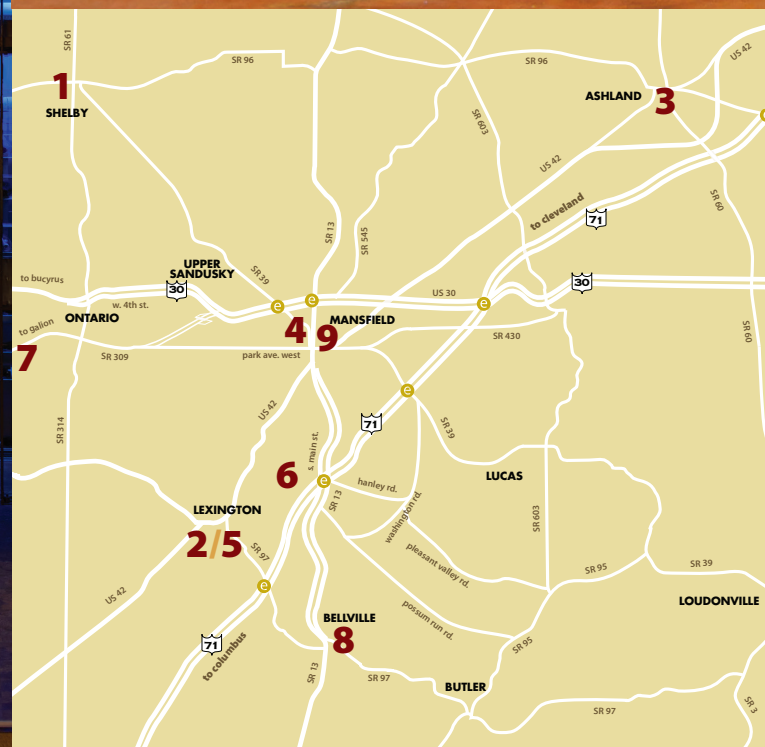 SR 61
SR 96
SR 96
US 42
1
SHELBY
ASHLAND
3
SR 603
US 42
SR 60
to cleveland
71
SR 13
SR 545
UPPER
SANDUSKY
SR 39
to bucyrus
30
w. 4th st.
US 30
30
ONTARIO
to galion
4
9
MANSFIELD
SR 60
7
SR 309
park ave. west
SR 430
US 42
71
SR 314
s. main st.
SR 39
6
hanley rd.
LUCAS
SR 13
washington rd.
LEXINGTON
SR 603
2/5
SR 97
pleasant valley rd.
SR 95
SR 39
US 42
possum run rd.
LOUDONVILLE
BELLVILLE
8
71
to columbus
SR 95
SR 13
SR 97
BUTLER
SR 97
SR 3
e
e
e
e
e
e
e